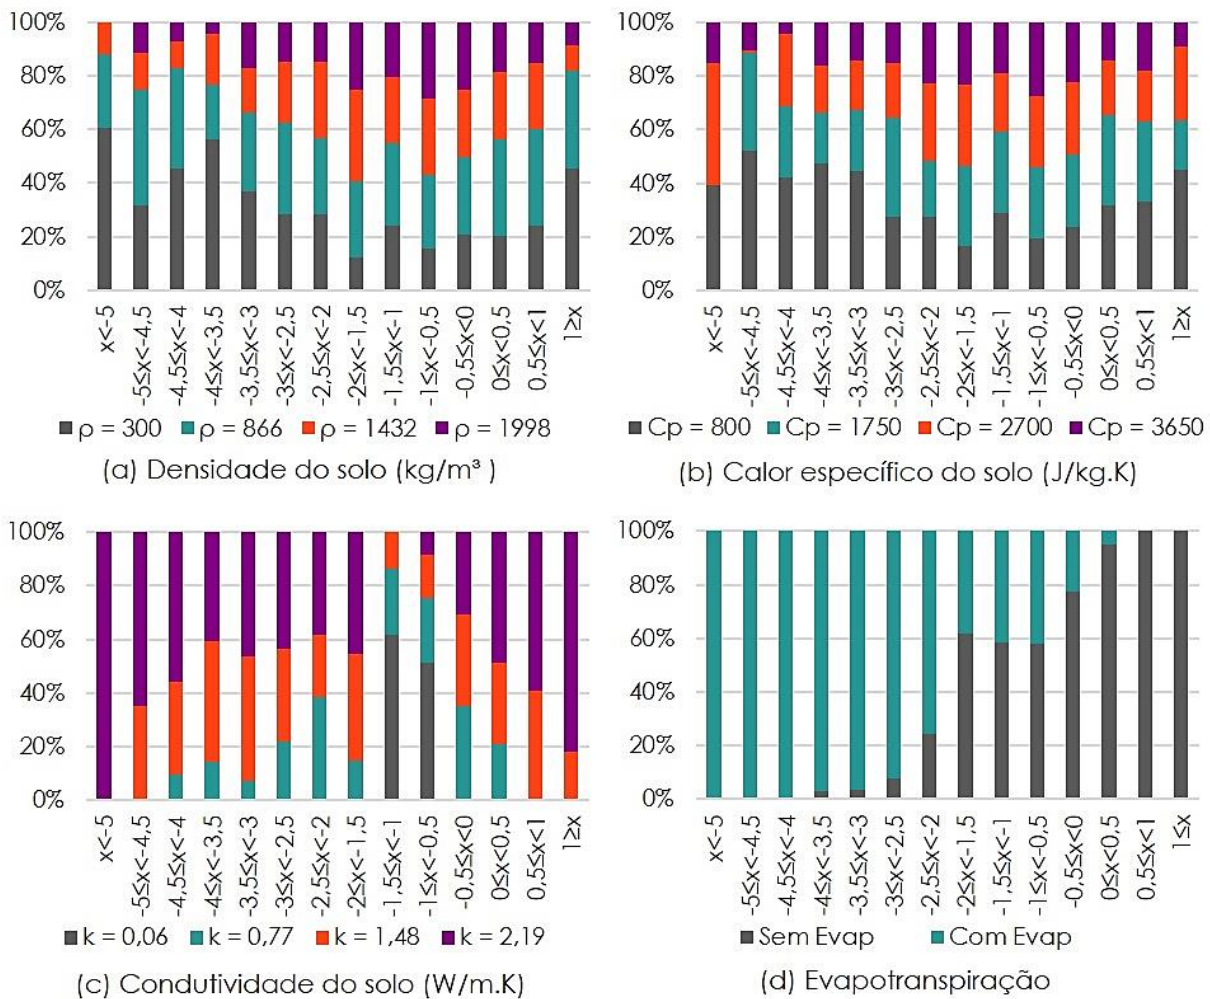 100%
80%
60%
40%
20%
0%
x<-5
-5≤x<-4,5
-4,5≤x<-4
-4≤x<-3,5
-3,5≤x<-3
-3≤x<-2,5
-2,5≤x<-2
-2≤x<-1,5
-1,5≤x<-1
-1≤x<-0,5
-0,5≤x<0
0≤x<0,5
0,5≤x<1
1≥x
ρ = 300 ρ = 866 ρ = 1432 ρ = 1998
(a) Densidade do solo (kg/m³ )
100%
80%
60%
40%
20%
0%
x<-5
-5≤x<-4,5
-4,5≤x<-4
-4≤x<-3,5
-3,5≤x<-3
-3≤x<-2,5
-2,5≤x<-2
-2≤x<-1,5
-1,5≤x<-1
-1≤x<-0,5
-0,5≤x<0
0≤x<0,5
0,5≤x<1
1≥x
Cp = 800 Cp = 1750 Cp = 2700 Cp = 3650
(b) Calor específico do solo (J/kg.K)
100%
80%
60%
40%
20%
0%
x<-5
-5≤x<-4,5
-4,5≤x<-4
-4≤x<-3,5
-3,5≤x<-3
-3≤x<-2,5
-2,5≤x<-2
-2≤x<-1,5
-1,5≤x<-1
-1≤x<-0,5
-0,5≤x<0
0≤x<0,5
0,5≤x<1
1≥x
k = 0,06 k = 0,77 k = 1,48 k = 2,19
(c) Condutividade do solo (W/m.K)
100%
80%
60%
40%
20%
0%
x<-5
-5≤x<-4,5
-4,5≤x<-4
-4≤x<-3,5
-3,5≤x<-3
-3≤x<-2,5
-2,5≤x<-2
-2≤x<-1,5
-1,5≤x<-1
-1≤x<-0,5
-0,5≤x<0
0≤x<0,5
0,5≤x<1
1≤x
Sem Evap Com Evap
(d) Evapotranspiração